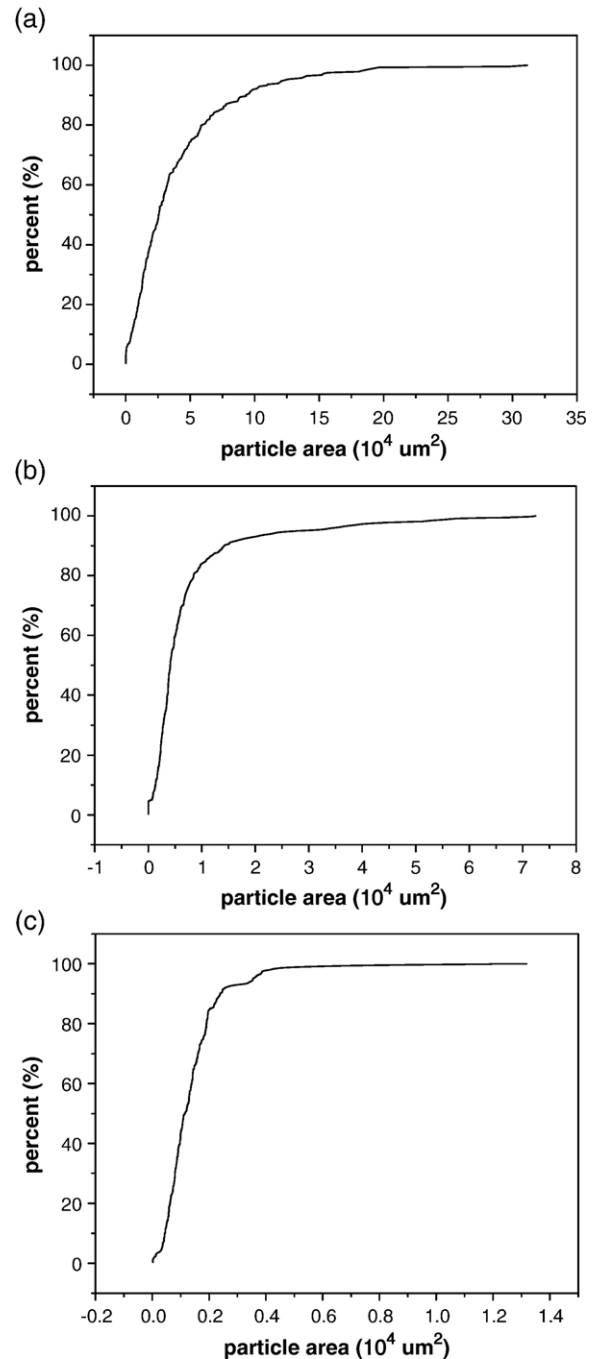 (a)
100
80
60
40
20
0
percent (%)
0 5 10 15 20 25 30 35
particle area (10⁴ um²)
(b)
100
80
60
40
20
0
percent (%)
-1 0 1 2 3 4 5 6 7 8
particle area (10⁴ um²)
(c)
100
80
60
40
20
0
percent (%)
-0.2 0.0 0.2 0.4 0.6 0.8 1.0 1.2 1.4
particle area (10⁴ um²)